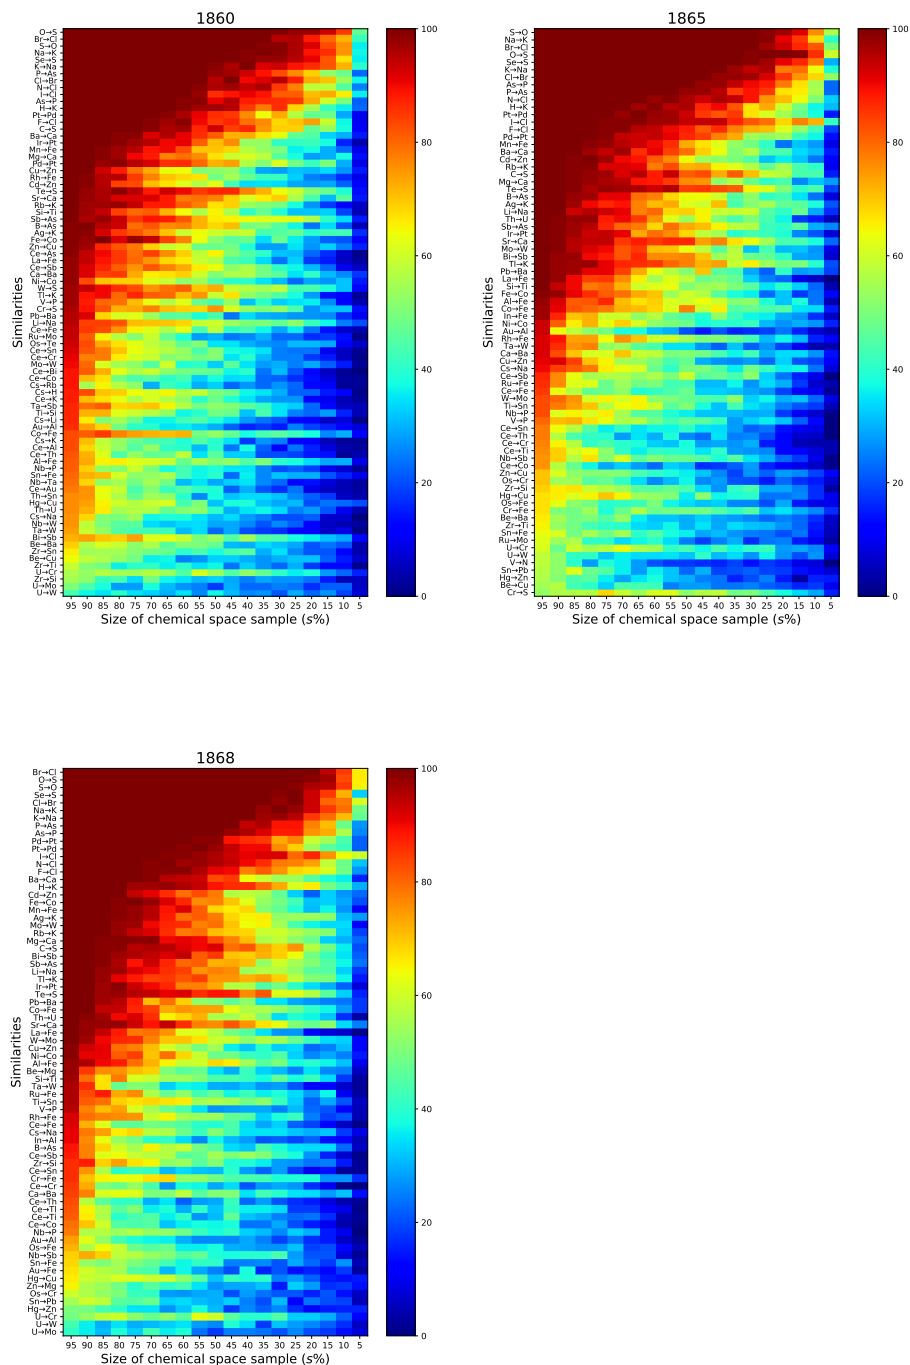 1860
O→S
Br→Cl
S→O
Na→K
Se→S
K→Na
P→As
Cl→Br
N→Cl
I→Cl
As→P
H→K
Pt→Pd
F→Cl
C→S
Ba→Ca
Ir→Pt
Mn→Fe
Mg→Ca
Pd→Pt
Cu→Zn
Rh→Fe
Cd→Zn
Te→S
Sr→Ca
Rb→K
Si→Ti
Sb→As
B→As
Ag→K
Fe→Co
Zn→Cu
Ce→As
La→Fe
Ce→Sb
Ca→Ba
Ni→Co
W→S
Tl→K
V→P
Cr→S
Pb→Ba
Li→Na
Ce→Fe
Ru→Mo
Os→Te
Ce→Sn
Ce→Cr
Mo→W
Ce→Bi
Ce→Co
Cs→Rb
Cs→H
Ce→K
Ta→Sb
Tl→Si
Cs→Li
Au→Al
Co→Fe
Cs→K
Ce→Al
Ce→Th
Al→Fe
Nb→P
Sn→Fe
Nb→Ta
Ce→Au
Th→Sn
Hg→Cu
Th→U
Cs→Na
Nb→W
Ta→W
Bi→Sb
Be→Ba
Zr→Sn
Be→Cu
Zr→Ti
U→Cr
Zr→Si
U→Mo
U→W
Similarities
95 90 85 80 75 70 65 60 55 50 45 40 35 30 25 20 15 10 5
Size of chemical space sample (s%)
100
80
60
40
20
0
1865
S→O
Na→K
Br→Cl
O→S
Se→S
K→Na
Cl→Br
As→P
P→As
N→Cl
H→K
Pt→Pd
I→Cl
F→Cl
Pd→Pt
Mn→Fe
Ba→Ca
Cd→Zn
Rb→K
C→S
Mg→Ca
Te→S
B→As
Ag→K
Li→Na
Th→U
Sb→As
Ir→Pt
Sr→Ca
Mo→W
Bi→Sb
Tl→K
Pb→Ba
La→Fe
Si→Ti
Fe→Co
Al→Fe
Co→Fe
In→Fe
Ni→Co
Au→Al
Rh→Fe
Ta→W
Ca→Ba
Cu→Zn
Cs→Na
Ce→Sb
Ru→Fe
Ce→Fe
W→Mo
Ti→Sn
Nb→P
V→P
Ce→Sn
Ce→Th
Ce→Cr
Ce→Ti
Nb→Sb
Ce→Co
Zn→Cu
Os→Cr
Zr→Si
Hg→Cu
Os→Fe
Cr→Fe
Be→Ba
Zr→Ti
Sn→Fe
Ru→Mo
U→Cr
U→W
V→N
Sn→Pb
Hg→Zn
Be→Cu
Cr→S
Similarities
95 90 85 80 75 70 65 60 55 50 45 40 35 30 25 20 15 10 5
Size of chemical space sample (s%)
100
80
60
40
20
0
1868
Br→Cl
O→S
S→O
Se→S
Cl→Br
Na→K
K→Na
P→As
As→P
Pd→Pt
Pt→Pd
I→Cl
N→Cl
F→Cl
Ba→Ca
H→K
Cd→Zn
Fe→Co
Mn→Fe
Ag→K
Mo→W
Rb→K
Mg→Ca
C→S
Bi→Sb
Sb→As
Li→Na
Tl→K
Ir→Pt
Te→S
Pb→Ba
Co→Fe
Th→U
Sr→Ca
La→Fe
W→Mo
Cu→Zn
Ni→Co
Al→Fe
Be→Mg
Si→Ti
Ta→W
Ru→Fe
Ti→Sn
V→P
Rh→Fe
Ce→Fe
Cs→Na
In→Al
B→As
Ce→Sb
Zr→Si
Ce→Sn
Cr→Fe
Ce→Cr
Ca→Ba
Ce→Th
Ce→Tl
Ce→Ti
Ce→Co
Nb→P
Au→Al
Os→Fe
Nb→Sb
Sn→Fe
Au→Fe
Hg→Cu
Zn→Mg
Os→Cr
Sn→Pb
Hg→Zn
U→Cr
U→W
U→Mo
Similarities
95 90 85 80 75 70 65 60 55 50 45 40 35 30 25 20 15 10 5
Size of chemical space sample (s%)
100
80
60
40
20
0